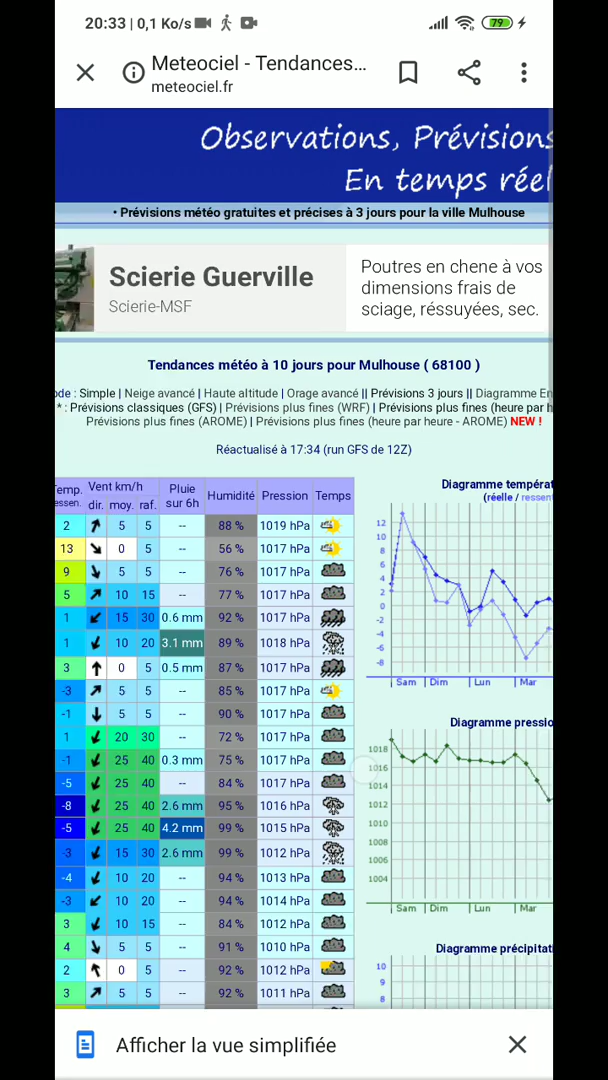 20:33 | 0,1 Ko/s 79
Meteociel - Tendances...
meteociel.fr
Observations, Prévisions
En temps réel
• Prévisions météo gratuites et précises à 3 jours pour la ville Mulhouse
Scierie Guerville
Scierie-MSF
Poutres en chene à vos
dimensions frais de
sciage, réssuyées, sec.
Tendances météo à 10 jours pour Mulhouse ( 68100 )
ode : Simple | Neige avancé | Haute altitude | Orage avancé || Prévisions 3 jours || Diagramme En
* : Prévisions classiques (GFS) | Prévisions plus fines (WRF) | Prévisions plus fines (heure par h
Prévisions plus fines (AROME) | Prévisions plus fines (heure par heure - AROME) NEW !
Réactualisé à 17:34 (run GFS de 12Z)
Temp. essen. Vent km/h dir. moy. raf. Pluie sur 6h Humidité Pression Temps
2 5 5 -- 88 % 1019 hPa
13 0 5 -- 56 % 1017 hPa
9 5 5 -- 76 % 1017 hPa
5 10 15 -- 77 % 1017 hPa
1 15 30 0.6 mm 92 % 1017 hPa
1 10 20 3.1 mm 89 % 1018 hPa
3 0 5 0.5 mm 87 % 1017 hPa
-3 5 5 -- 85 % 1017 hPa
-1 5 5 -- 90 % 1017 hPa
1 20 30 -- 72 % 1017 hPa
-1 25 40 0.3 mm 75 % 1017 hPa
-5 25 40 -- 84 % 1017 hPa
-8 25 40 2.6 mm 95 % 1016 hPa
-5 25 40 4.2 mm 99 % 1015 hPa
-3 15 30 2.6 mm 99 % 1012 hPa
-4 10 20 -- 94 % 1013 hPa
-3 10 20 -- 94 % 1014 hPa
3 10 15 -- 84 % 1012 hPa
4 5 5 -- 91 % 1010 hPa
2 0 5 -- 92 % 1012 hPa
3 5 5 -- 92 % 1011 hPa
Diagramme températ
(réelle / ressent
12
10
8
6
4
2
0
-2
-4
-6
-8
Sam Dim Lun Mar
Diagramme pressio
1018
1016
1014
1012
1010
1008
1006
1004
Sam Dim Lun Mar
Diagramme précipitati
10
9
8
7
6
Afficher la vue simplifiée